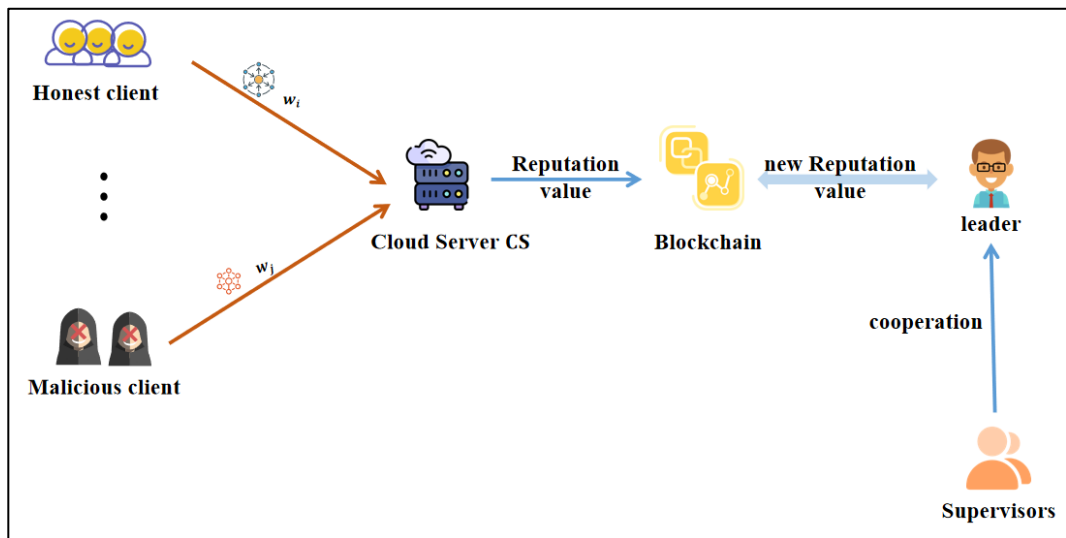 Honest client
w_i
Reputation
value
new Reputation
value
leader
Cloud Server CS
Blockchain
w_j
cooperation
Malicious client
Supervisors